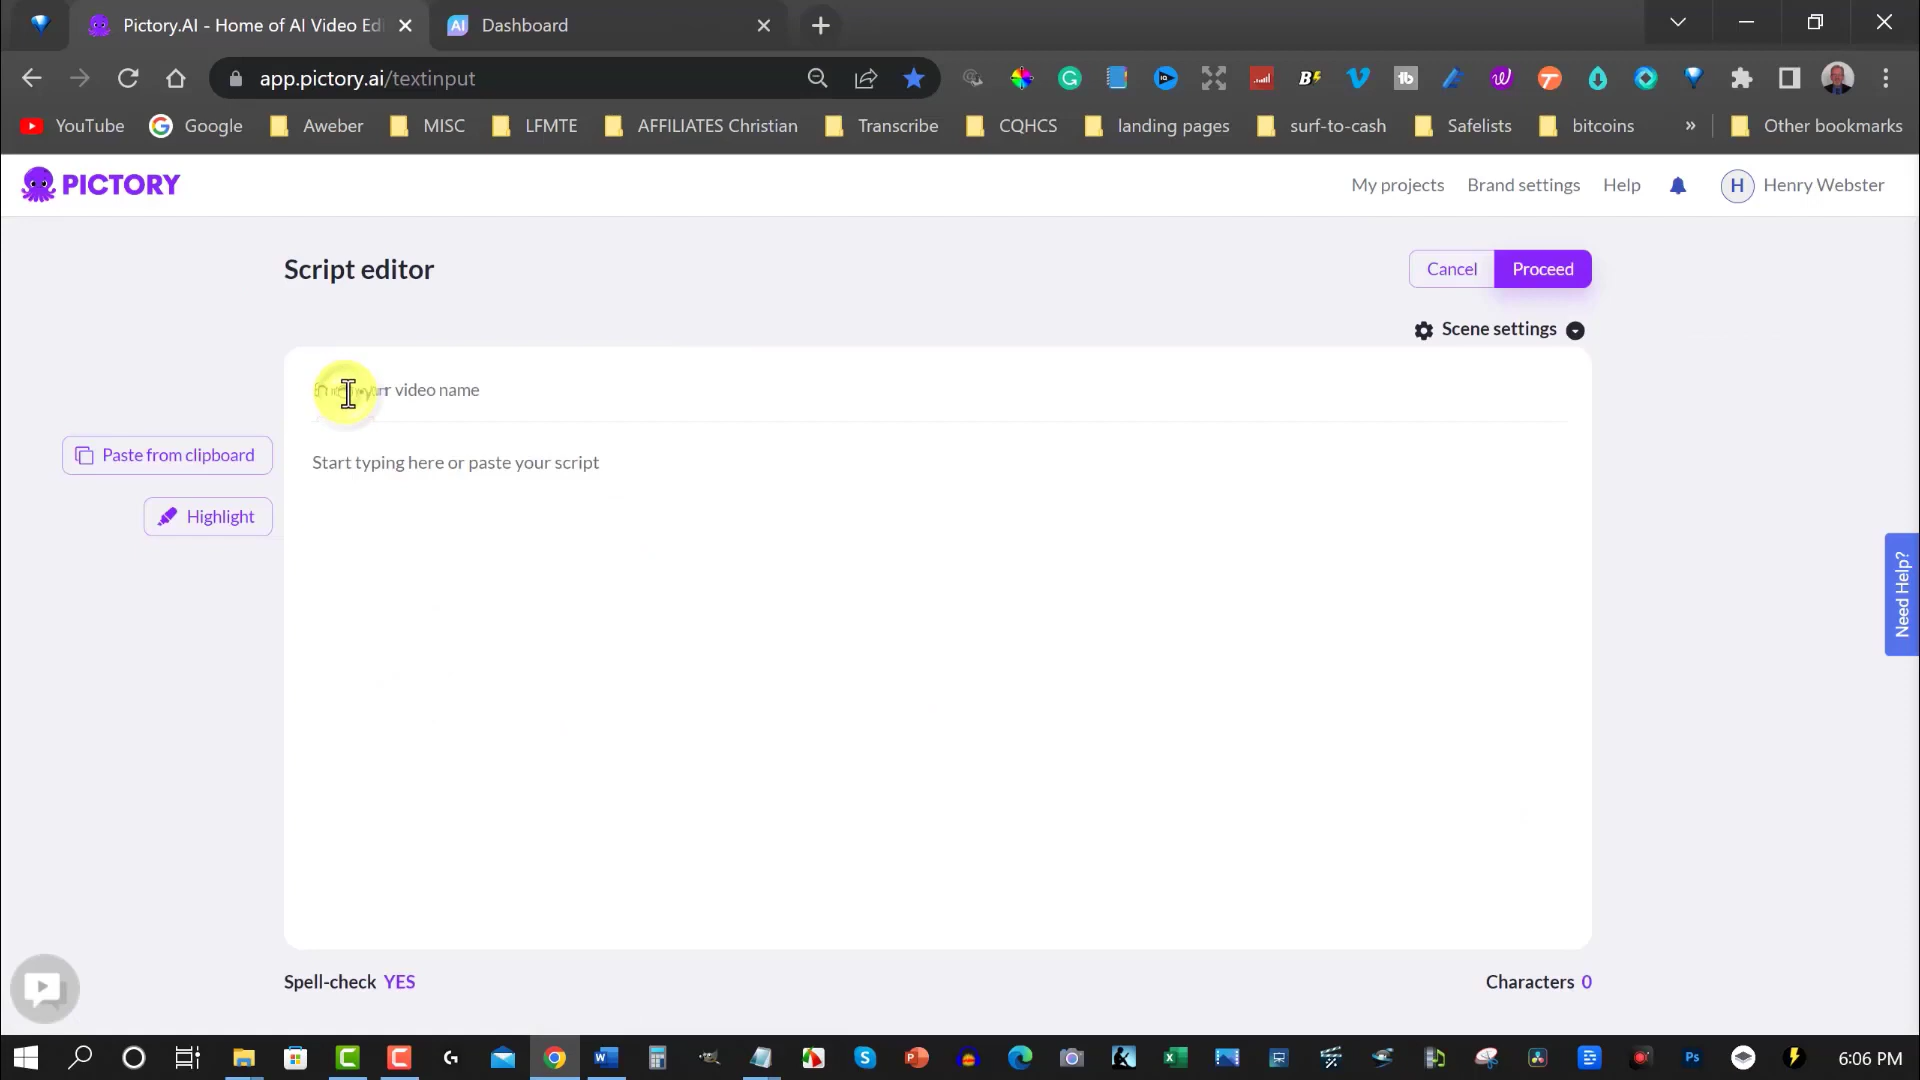 Pictory.AI - Home of AI Video Edi
Dashboard
app.pictory.ai/textinput
YouTube
Google
Aweber
MISC
LFMTE
AFFILIATES Christian
Transcribe
CQHCS
landing pages
surf-to-cash
Safelists
bitcoins
»
Other bookmarks
PICTORY
My projects
Brand settings
Help
H
Henry Webster
Script editor
Cancel
Proceed
Scene settings
video name
Paste from clipboard
Start typing here or paste your script
Highlight
Need Help?
Spell-check YES
Characters 0
6:06 PM